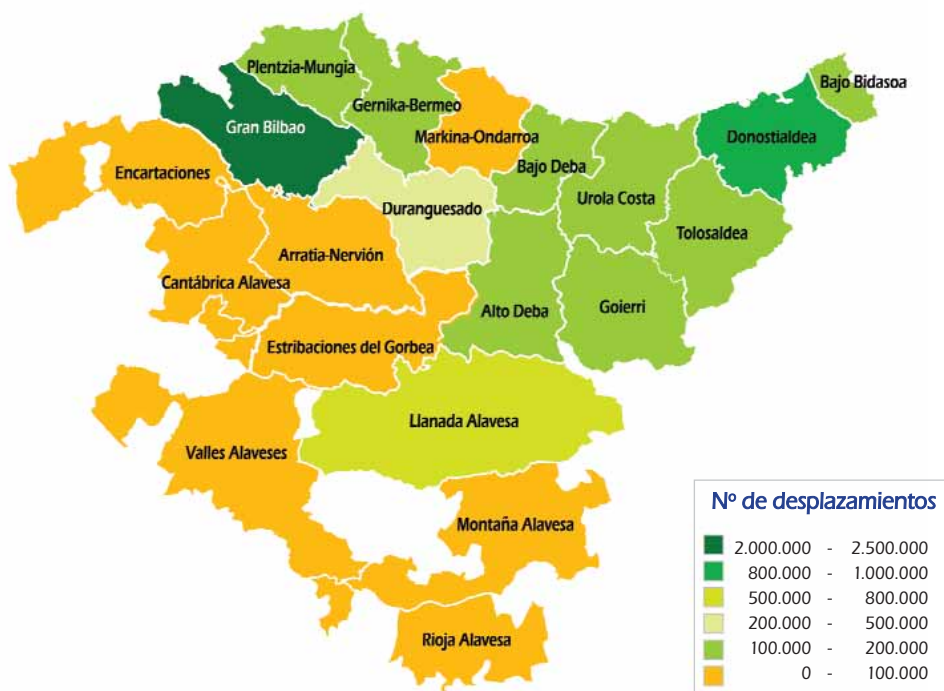 Plentzia-Mungia
Bajo Bidasoa
Gernika-Bermeo
Gran Bilbao
Markina-Ondarroa
Donostialdea
Encartaciones
Bajo Deba
Urola Costa
Duranguesado
Tolosaldea
Arratia-Nervión
Cantábrica Alavesa
Alto Deba
Goierri
Estribaciones del Gorbea
Llanada Alavesa
Valles Alaveses
Montaña Alavesa
Rioja Alavesa
Nº de desplazamientos
2.000.000 - 2.500.000
800.000 - 1.000.000
500.000 - 800.000
200.000 - 500.000
100.000 - 200.000
0 - 100.000